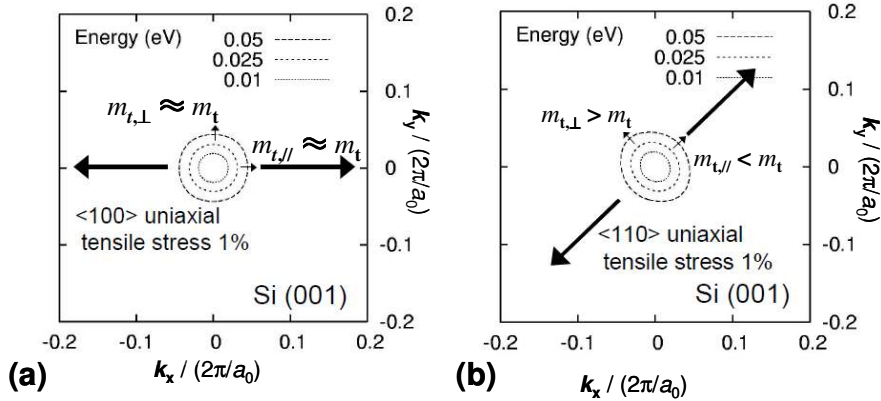 Energy (eV)
0.05
0.025
0.01
m_{t,⊥} ≈ m_t
m_{t,//} ≈ m_t
<100> uniaxial
tensile stress 1%
Si (001)
0.2
0.1
0
-0.1
-0.2
k_y / (2π/a_0)
-0.2 -0.1 0 0.1 0.2
(a) k_x / (2π/a_0)
Energy (eV)
0.05
0.025
0.01
m_{t,⊥} > m_t
m_{t,//} < m_t
<110> uniaxial
tensile stress 1%
Si (001)
0.2
0.1
0
-0.1
-0.2
k_y / (2π/a_0)
-0.2 -0.1 0 0.1 0.2
(b) k_x / (2π/a_0)